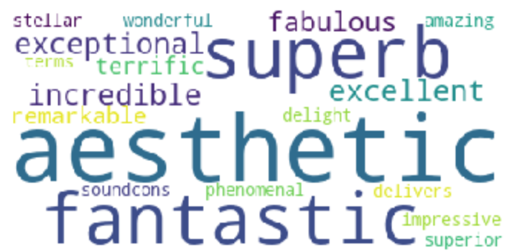 stellar wonderful fabulous amazing
exceptional superb
terms terrific
incredible excellent
remarkable delight
aesthetic
soundcons phenomenal delivers
fantastic impressive
superior